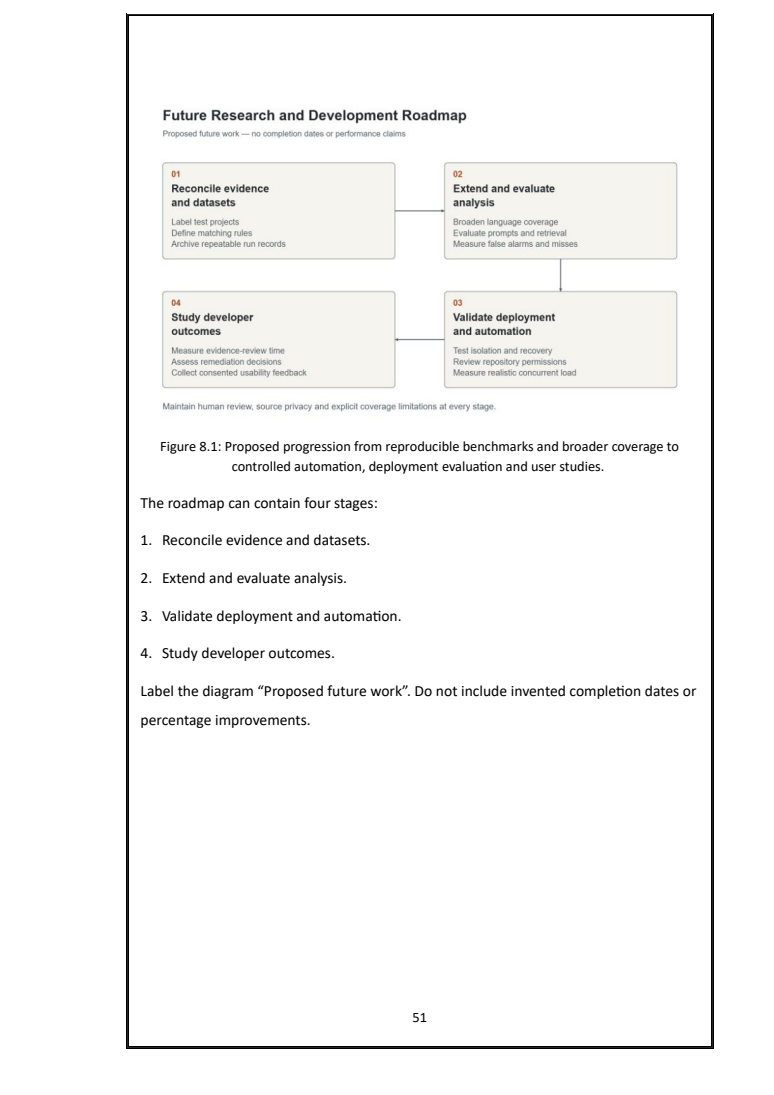 Future Research and Development Roadmap
Proposed future work — no completion dates or performance claims
01
Reconcile evidence
and datasets
Label test projects
Define matching rules
Archive repeatable run records
02
Extend and evaluate
analysis
Broaden language coverage
Evaluate prompts and retrieval
Measure false alarms and misses
03
Validate deployment
and automation
Test isolation and recovery
Review repository permissions
Measure realistic concurrent load
04
Study developer
outcomes
Measure evidence-review time
Assess remediation decisions
Collect consented usability feedback
Maintain human review, source privacy and explicit coverage limitations at every stage.
Figure 8.1: Proposed progression from reproducible benchmarks and broader coverage to
controlled automation, deployment evaluation and user studies.
The roadmap can contain four stages:
1. Reconcile evidence and datasets.
2. Extend and evaluate analysis.
3. Validate deployment and automation.
4. Study developer outcomes.
Label the diagram “Proposed future work”. Do not include invented completion dates or
percentage improvements.
51